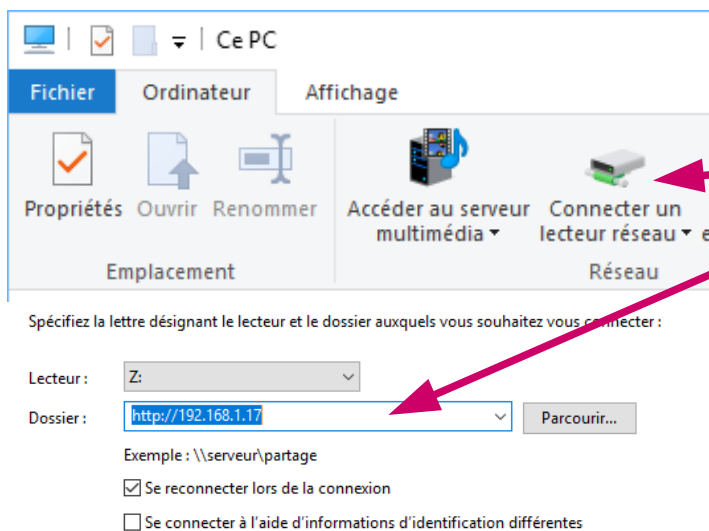 Ce PC
Fichier Ordinateur Affichage
Propriétés Ouvrir Renommer Accéder au serveur multimédia Connecter un lecteur réseau
Emplacement Réseau
Spécifiez la lettre désignant le lecteur et le dossier auxquels vous souhaitez vous connecter :
Lecteur : Z:
Dossier : http://192.168.1.17 Parcourir...
Exemple : \\serveur\partage
Se reconnecter lors de la connexion
Se connecter à l'aide d'informations d'identification différentes